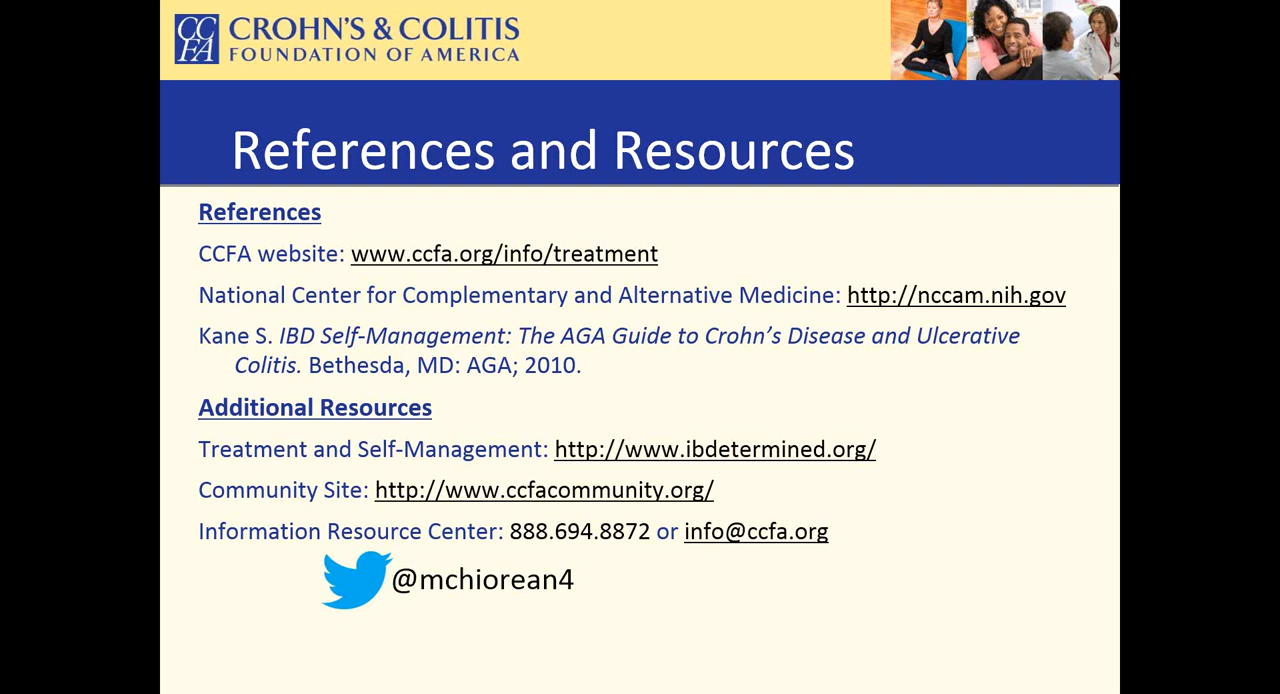 CC
FA
CROHN'S & COLITIS
FOUNDATION OF AMERICA
References and Resources
References
CCFA website: www.ccfa.org/info/treatment
National Center for Complementary and Alternative Medicine: http://nccam.nih.gov
Kane S. IBD Self-Management: The AGA Guide to Crohn’s Disease and Ulcerative
Colitis. Bethesda, MD: AGA; 2010.
Additional Resources
Treatment and Self-Management: http://www.ibdetermined.org/
Community Site: http://www.ccfacommunity.org/
Information Resource Center: 888.694.8872 or info@ccfa.org
@mchiorean4